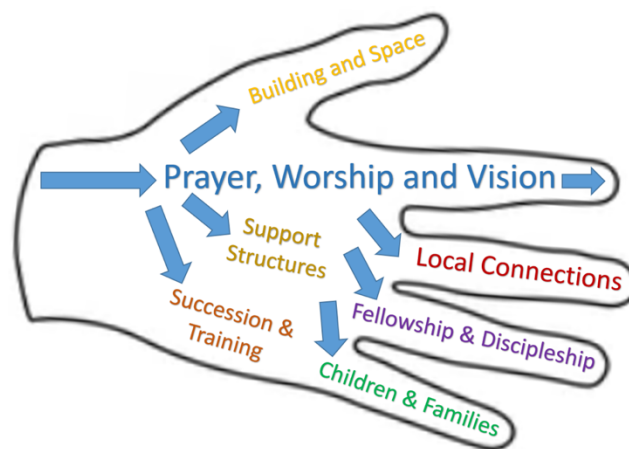 Building and Space
Prayer, Worship and Vision
Support
Structures
Local Connections
Succession &
Training
Fellowship & Discipleship
Children & Families